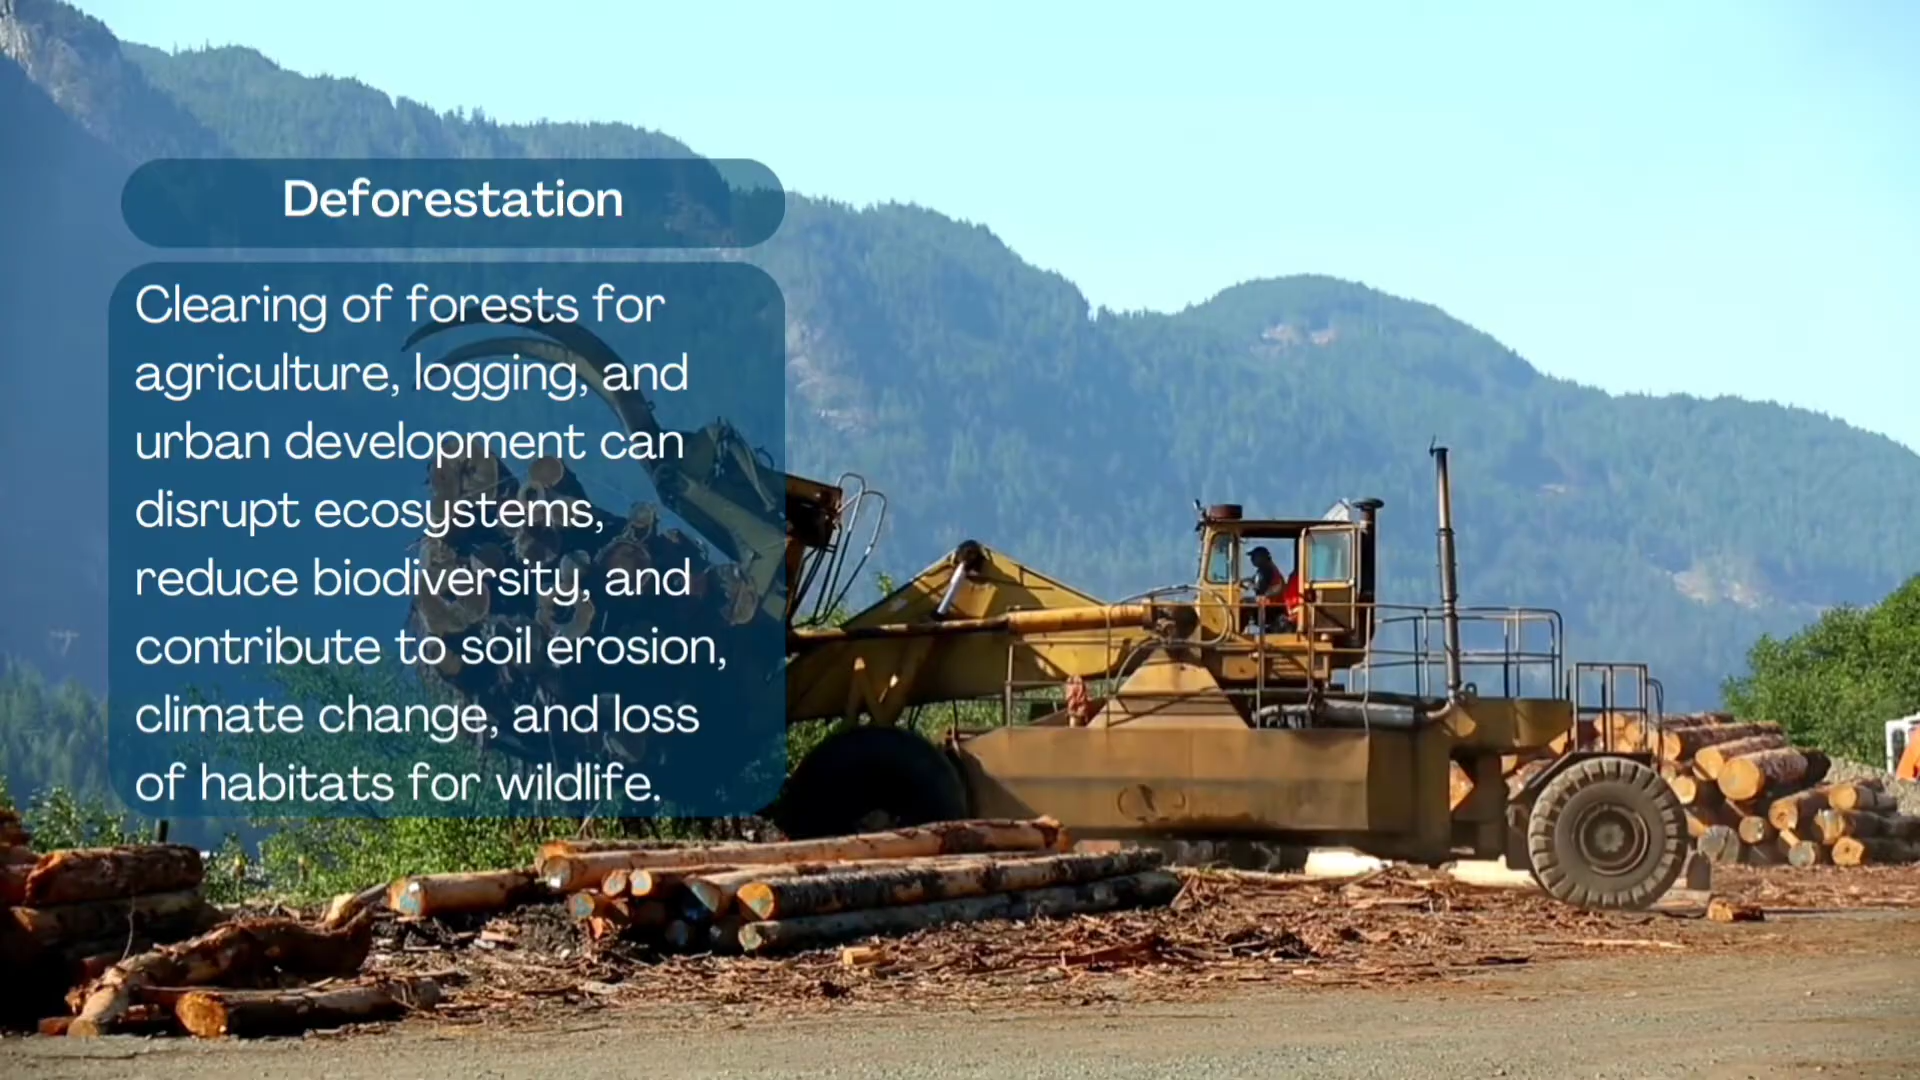 Deforestation
Clearing of forests for
agriculture, logging, and
urban development can
disrupt ecosystems,
reduce biodiversity, and
contribute to soil erosion,
climate change, and loss
of habitats for wildlife.